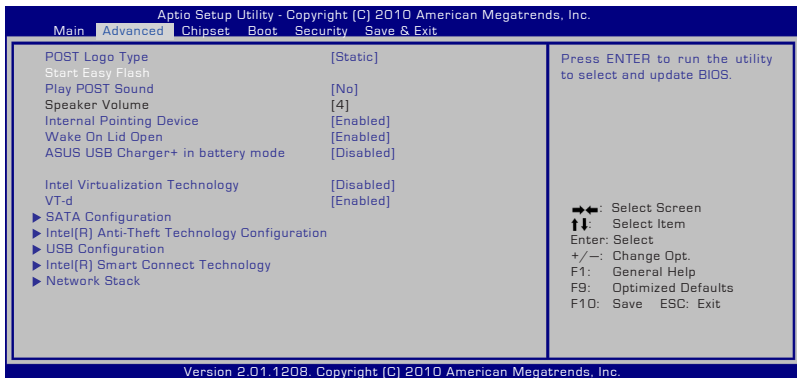 Aptio Setup Utility - Copyright (C) 2010 American Megatrends, Inc.
Main Advanced Chipset Boot Security Save & Exit
POST Logo Type [Static]
Start Easy Flash
Play POST Sound [No]
Speaker Volume [4]
Internal Pointing Device [Enabled]
Wake On Lid Open [Enabled]
ASUS USB Charger+ in battery mode [Disabled]
Intel Virtualization Technology [Disabled]
VT-d [Enabled]
▶ SATA Configuration
▶ Intel(R) Anti-Theft Technology Configuration
▶ USB Configuration
▶ Intel(R) Smart Connect Technology
▶ Network Stack
Press ENTER to run the utility
to select and update BIOS.
→←: Select Screen
↑↓: Select Item
Enter: Select
+/—: Change Opt.
F1: General Help
F9: Optimized Defaults
F10: Save ESC: Exit
Version 2.01.1208. Copyright (C) 2010 American Megatrends, Inc.